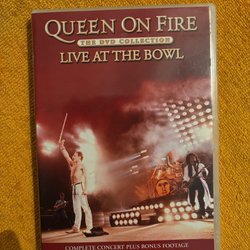 QUEEN ON FIRE
THE DVD COLLECTION
LIVE AT THE BOWL
COMPLETE CONCERT PLUS BONUS FOOTAGE